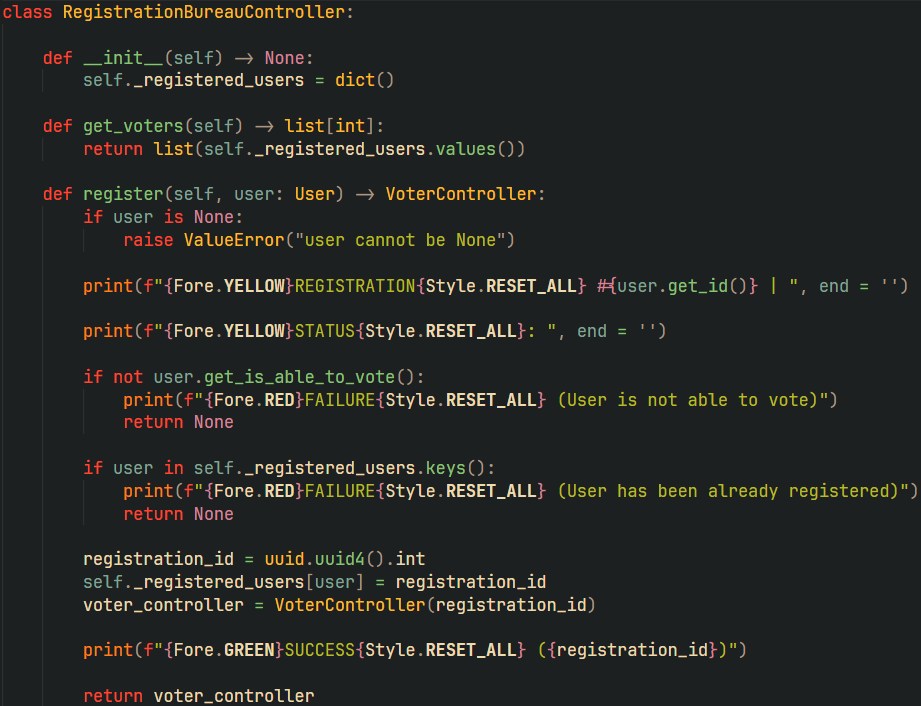 class RegistrationBureauController:
def __init__(self) -> None:
self._registered_users = dict()
def get_voters(self) -> list[int]:
return list(self._registered_users.values())
def register(self, user: User) -> VoterController:
if user is None:
raise ValueError("user cannot be None")
print(f"{Fore.YELLOW}REGISTRATION{Style.RESET_ALL} #{user.get_id()} | ", end = '')
print(f"{Fore.YELLOW}STATUS{Style.RESET_ALL}: ", end = '')
if not user.get_is_able_to_vote():
print(f"{Fore.RED}FAILURE{Style.RESET_ALL} (User is not able to vote)")
return None
if user in self._registered_users.keys():
print(f"{Fore.RED}FAILURE{Style.RESET_ALL} (User has been already registered)")
return None
registration_id = uuid.uuid4().int
self._registered_users[user] = registration_id
voter_controller = VoterController(registration_id)
print(f"{Fore.GREEN}SUCCESS{Style.RESET_ALL} ({registration_id})")
return voter_controller